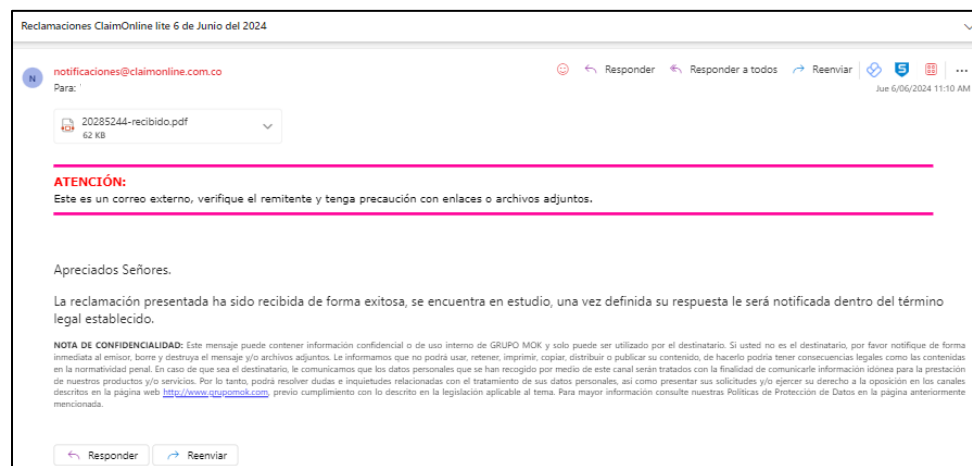 Reclamaciones ClaimOnline lite 6 de Junio del 2024
N
notificaciones@claimonline.com.co
Responder Responder a todos Reenviar
Para:
Jue 6/06/2024 11:10 AM
20285244-recibido.pdf
62 KB
ATENCIÓN:
Este es un correo externo, verifique el remitente y tenga precaución con enlaces o archivos adjuntos.
Apreciados Señores.
La reclamación presentada ha sido recibida de forma exitosa, se encuentra en estudio, una vez definida su respuesta le será notificada dentro del término
legal establecido.
NOTA DE CONFIDENCIALIDAD: Este mensaje puede contener información confidencial o de uso interno de GRUPO MOK y solo puede ser utilizado por el destinatario. Si usted no es el destinatario, por favor notifique de forma
inmediata al emisor, borre y destruya el mensaje y/o archivos adjuntos. Le informamos que no podrá usar, retener, imprimir, copiar, distribuir o publicar su contenido, de hacerlo podria tener consecuencias legales como las contenidas
en la normatividad penal. En caso de que sea el destinatario, le comunicamos que los datos personales que se han recogido por medio de este canal serán tratados con la finalidad de comunicarle información idónea para la prestación
de nuestros productos y/o servicios. Por lo tanto, podrá resolver dudas e inquietudes relacionadas con el tratamiento de sus datos personales, así como presentar sus solicitudes y/o ejercer su derecho a la oposición en los canales
descritos en la página web http://www.grupomok.com, previo cumplimiento con lo descrito en la legislación aplicable al tema. Para mayor información consulte nuestras Políticas de Protección de Datos en la página anteriormente
mencionada.
Responder Reenviar